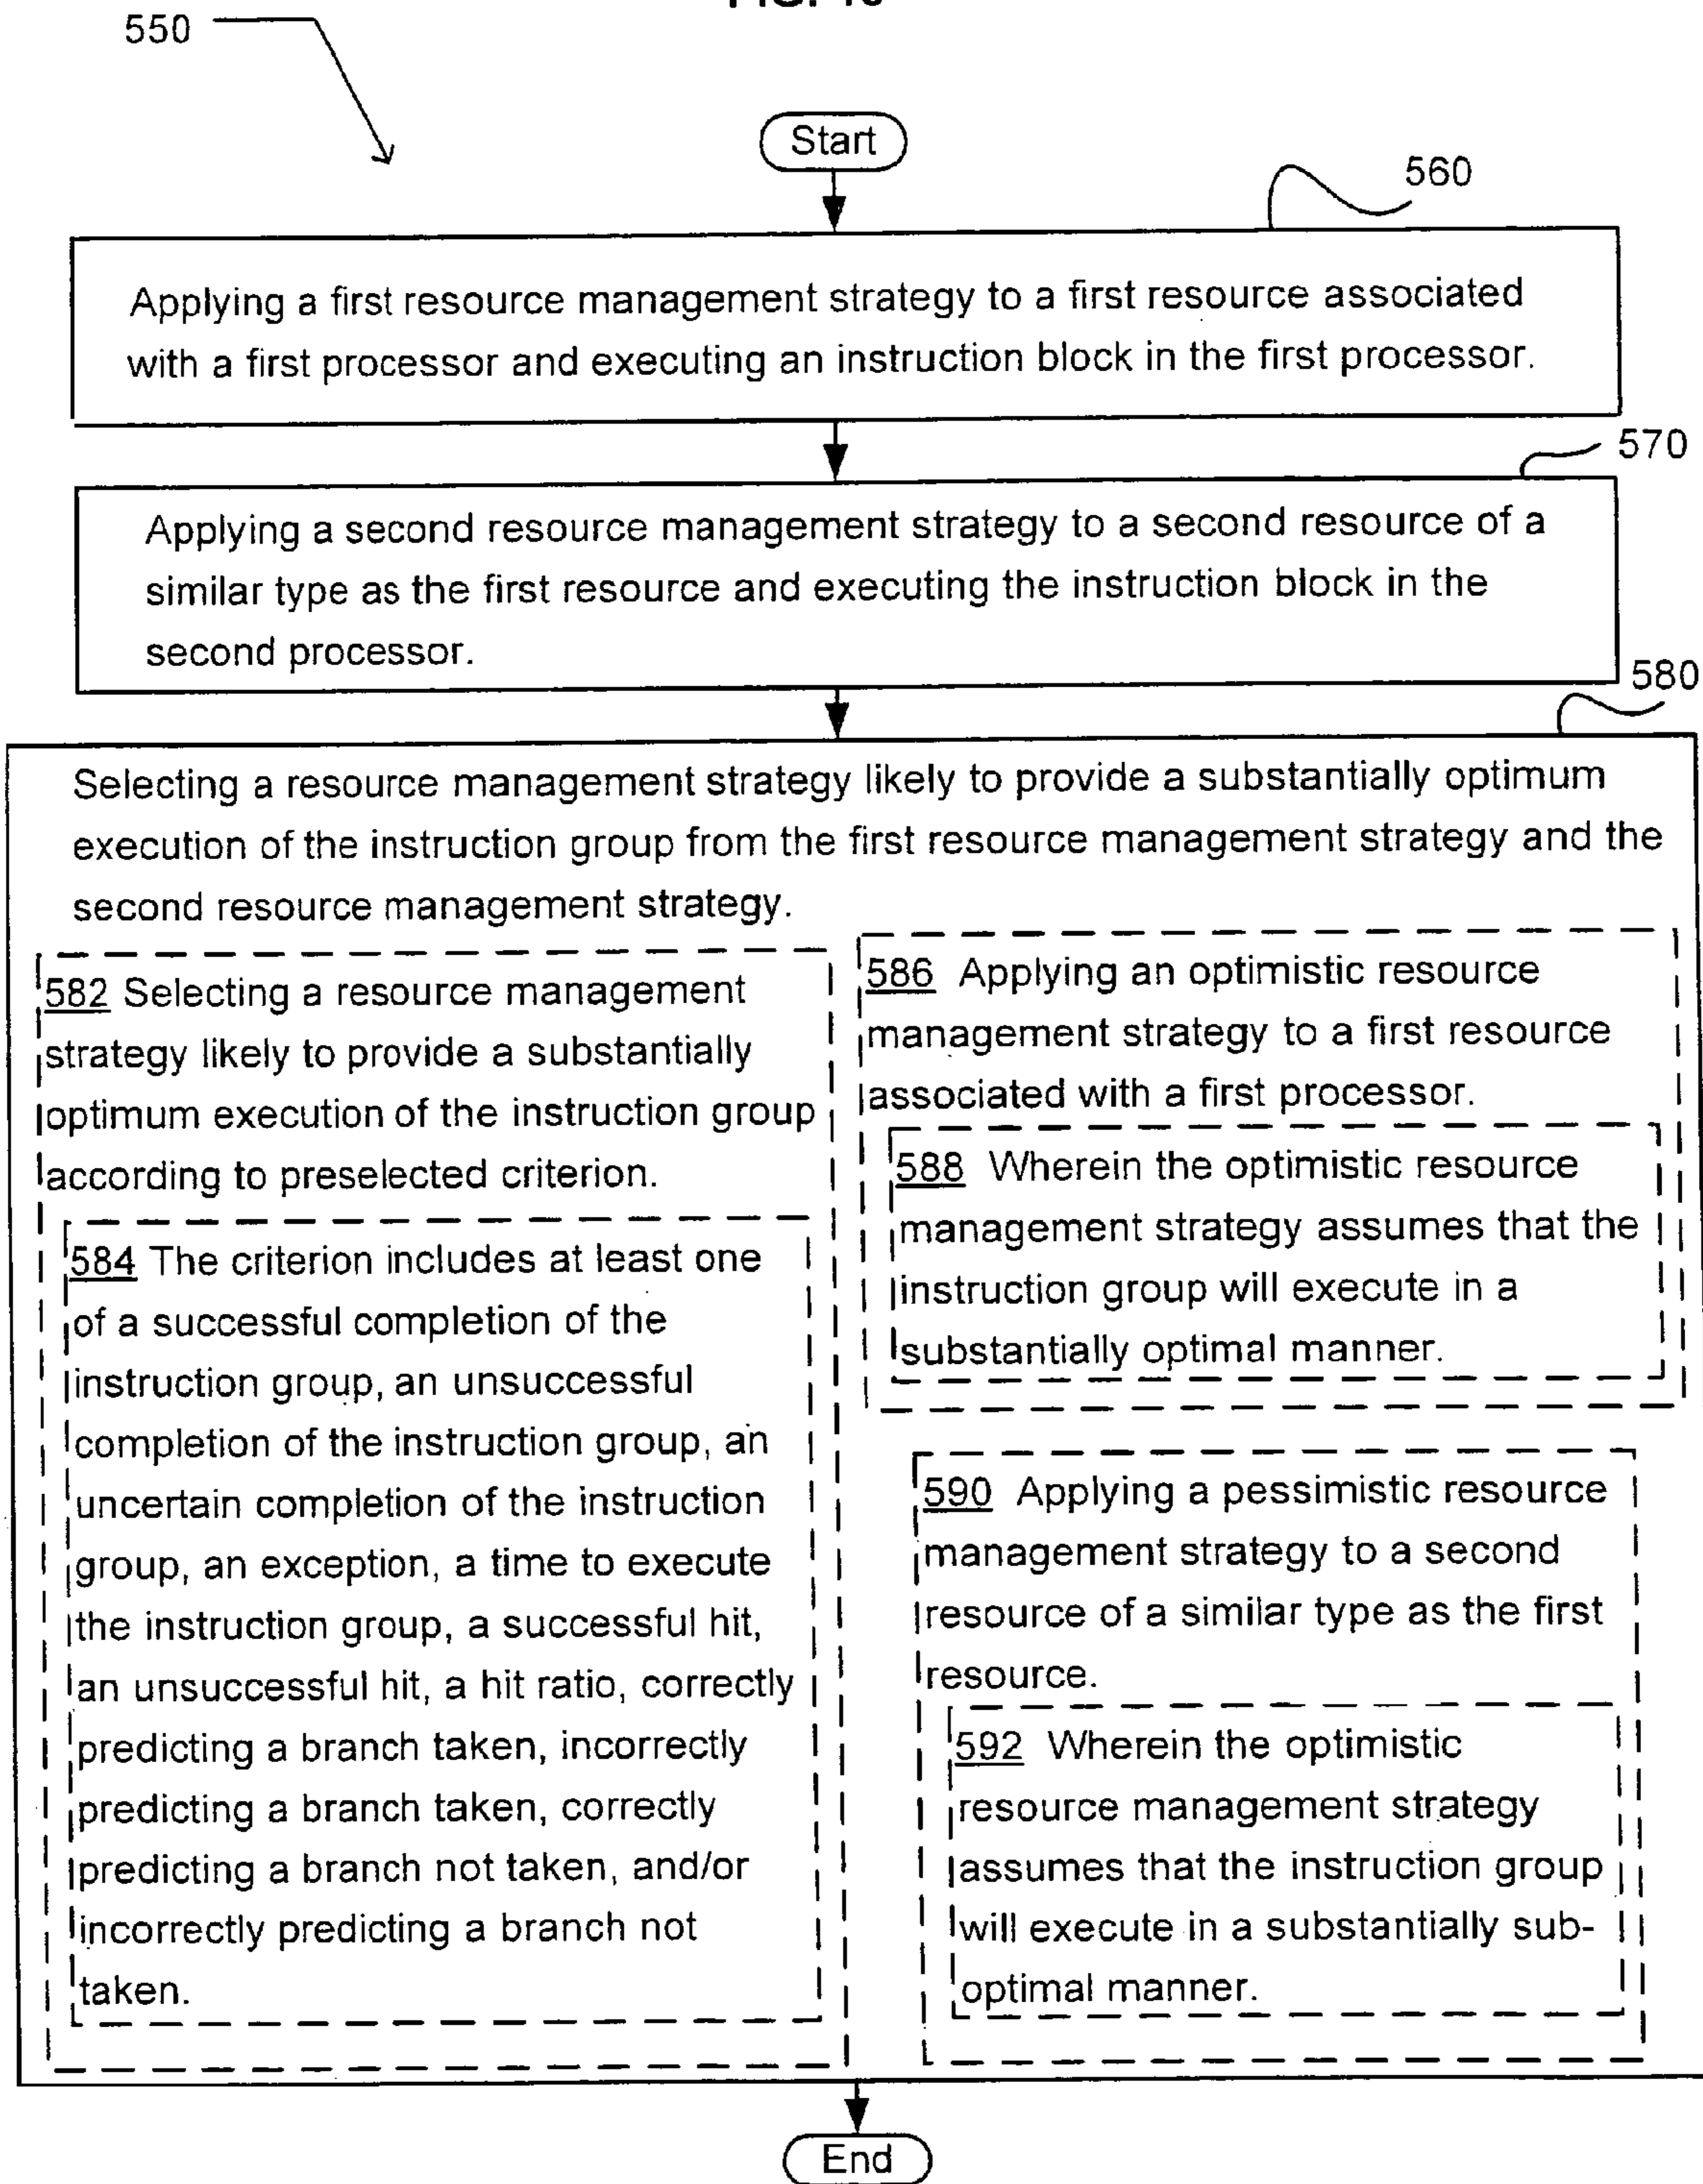 550
Start
560
Applying a first resource management strategy to a first resource associated
with a first processor and executing an instruction block in the first processor.
570
Applying a second resource management strategy to a second resource of a
similar type as the first resource and executing the instruction block in the
second processor.
580
Selecting a resource management strategy likely to provide a substantially optimum
execution of the instruction group from the first resource management strategy and the
second resource management strategy.
582 Selecting a resource management
strategy likely to provide a substantially
optimum execution of the instruction group
according to preselected criterion.
584 The criterion includes at least one
of a successful completion of the
instruction group, an unsuccessful
completion of the instruction group, an
uncertain completion of the instruction
group, an exception, a time to execute
the instruction group, a successful hit,
an unsuccessful hit, a hit ratio, correctly
predicting a branch taken, incorrectly
predicting a branch taken, correctly
predicting a branch not taken, and/or
incorrectly predicting a branch not
taken.
586 Applying an optimistic resource
management strategy to a first resource
associated with a first processor.
588 Wherein the optimistic resource
management strategy assumes that the
instruction group will execute in a
substantially optimal manner.
590 Applying a pessimistic resource
management strategy to a second
resource of a similar type as the first
resource.
592 Wherein the optimistic
resource management strategy
assumes that the instruction group
will execute in a substantially sub-
optimal manner.
End